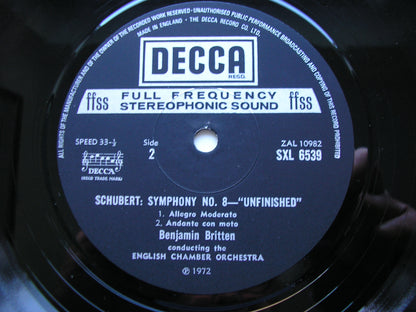 ALL RIGHTS OF THE MANUFACTURER AND OF THE OWNER OF THE RECORDED WORK RESERVED · UNAUTHORISED PUBLIC PERFORMANCE BROADCASTING AND COPYING OF THIS RECORD PROHIBITED
MADE IN ENGLAND · THE DECCA RECORD CO. LTD.
DECCA
REGD.
ffss FULL FREQUENCY ffss
STEREOPHONIC SOUND
SPEED 33-⅓
Side
2
ZAL 10982
SXL 6539
DECCA
(REGD TRADE MARK)
SCHUBERT: SYMPHONY NO. 8—"UNFINISHED"
1. Allegro Moderato
2. Andante con moto
Benjamin Britten
conducting the
ENGLISH CHAMBER ORCHESTRA
℗ 1972